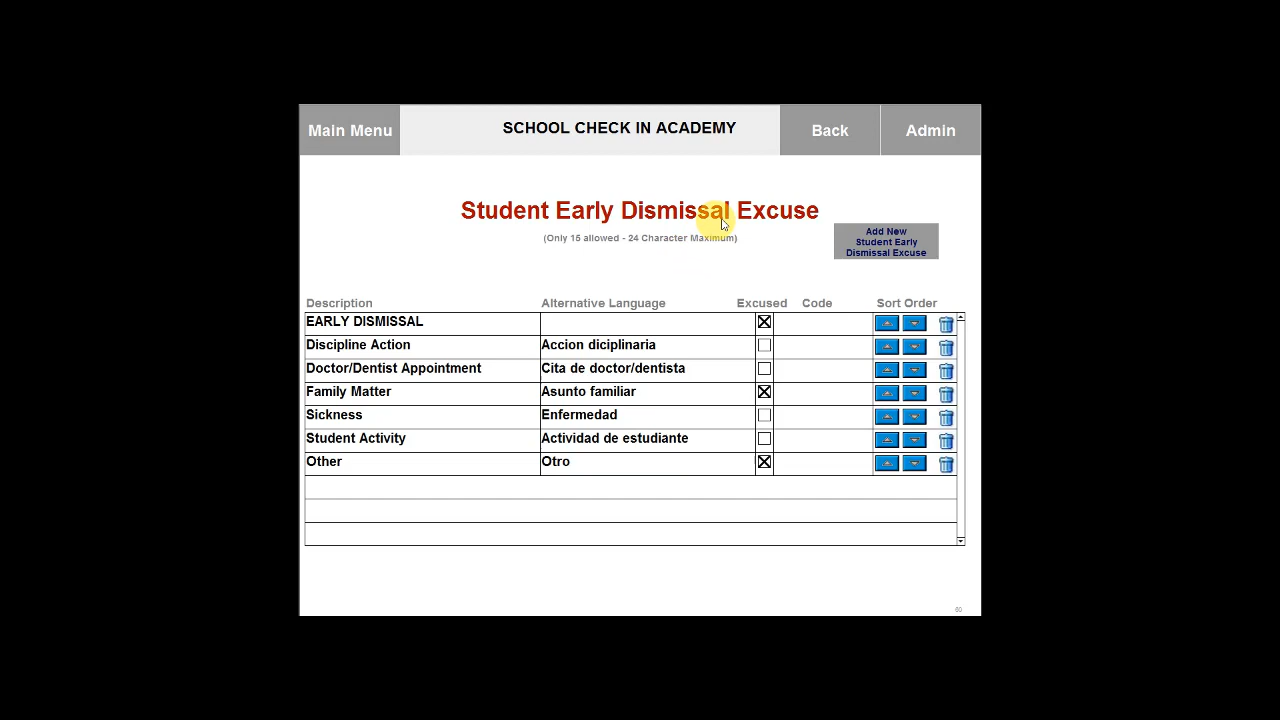 Main Menu
SCHOOL CHECK IN ACADEMY
Back
Admin
Student Early Dismissal Excuse
(Only 15 allowed - 24 Character Maximum)
Add New
Student Early
Dismissal Excuse
Description Alternative Language Excused Code Sort Order
EARLY DISMISSAL
Discipline Action Accion diciplinaria
Doctor/Dentist Appointment Cita de doctor/dentista
Family Matter Asunto familiar
Sickness Enfermedad
Student Activity Actividad de estudiante
Other Otro
60